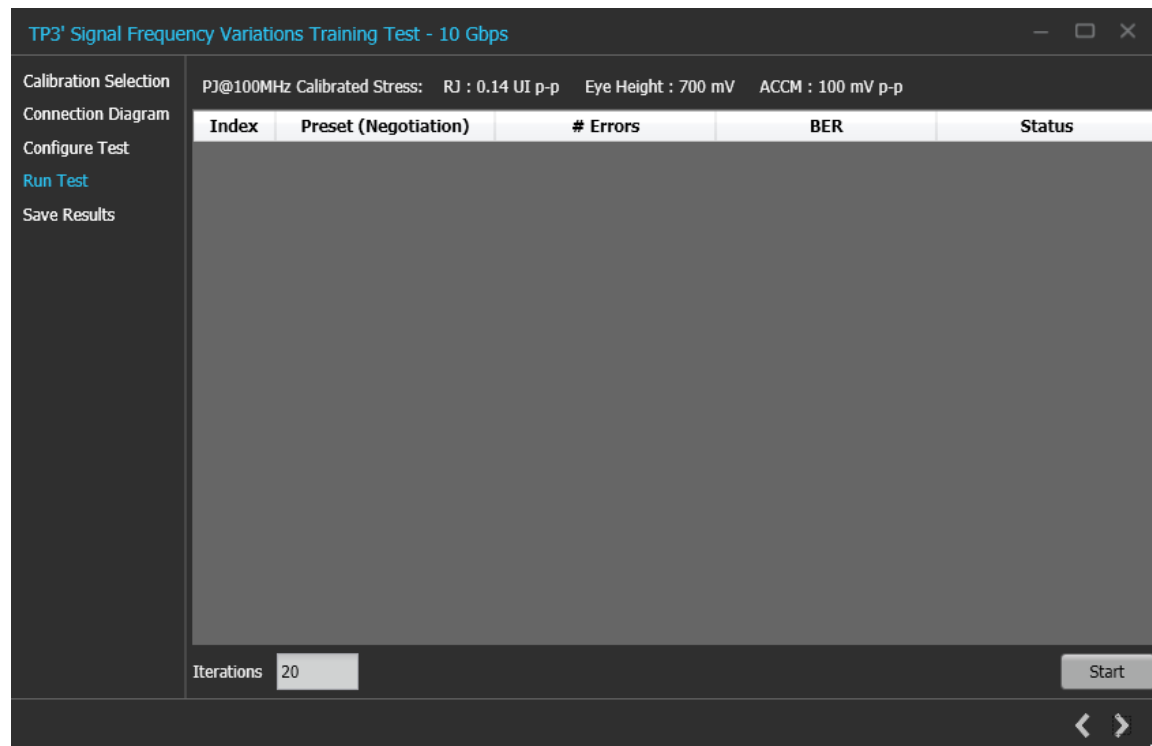 TP3' Signal Frequency Variations Training Test - 10 Gbps
Calibration Selection
Connection Diagram
Configure Test
Run Test
Save Results
PJ@100MHz Calibrated Stress: RJ : 0.14 UI p-p Eye Height : 700 mV ACCM : 100 mV p-p
Index Preset (Negotiation) # Errors BER Status
Iterations 20 Start